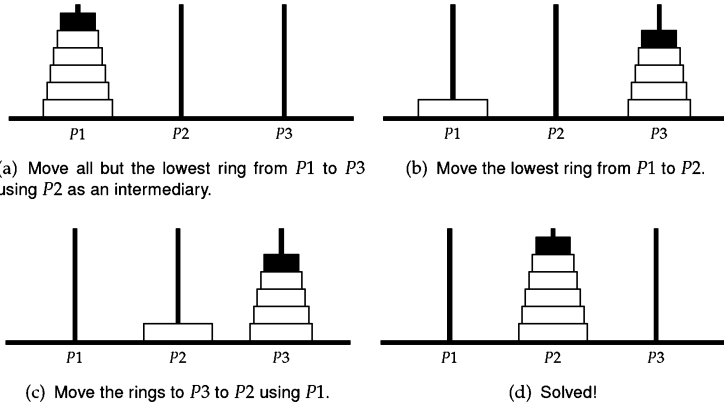 P1 P2 P3
P1 P2 P3
(a) Move all but the lowest ring from P1 to P3
using P2 as an intermediary.
(b) Move the lowest ring from P1 to P2.
P1 P2 P3
P1 P2 P3
(c) Move the rings to P3 to P2 using P1.
(d) Solved!